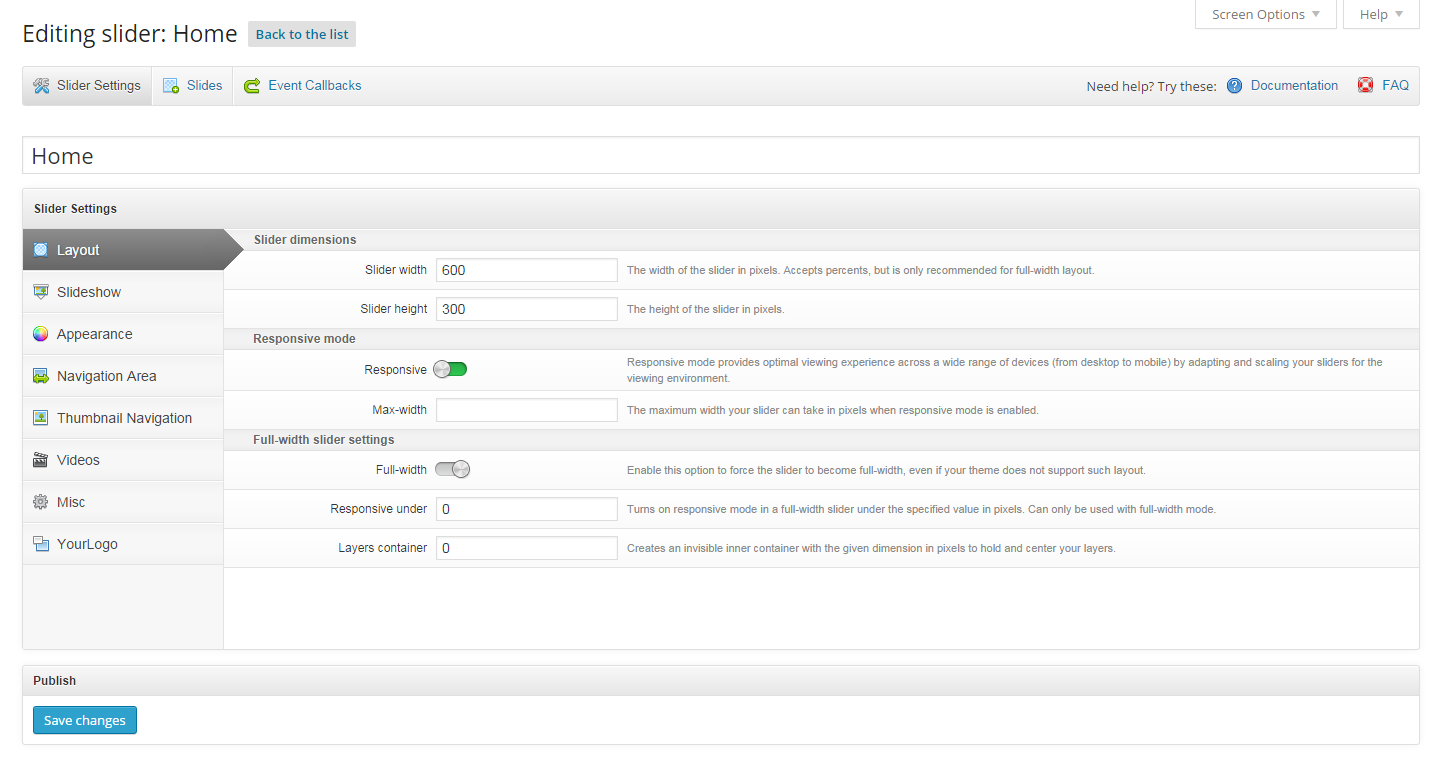 Screen Options
Help
Editing slider: Home
Back to the list
Slider Settings
Slides
Event Callbacks
Need help? Try these:
Documentation
FAQ
Home
Slider Settings
Layout
Slideshow
Appearance
Navigation Area
Thumbnail Navigation
Videos
Misc
YourLogo
Slider dimensions
Slider width
600
The width of the slider in pixels. Accepts percents, but is only recommended for full-width layout.
Slider height
300
The height of the slider in pixels.
Responsive mode
Responsive
Responsive mode provides optimal viewing experience across a wide range of devices (from desktop to mobile) by adapting and scaling your sliders for the
viewing environment.
Max-width
The maximum width your slider can take in pixels when responsive mode is enabled.
Full-width slider settings
Full-width
Enable this option to force the slider to become full-width, even if your theme does not support such layout.
Responsive under
0
Turns on responsive mode in a full-width slider under the specified value in pixels. Can only be used with full-width mode.
Layers container
0
Creates an invisible inner container with the given dimension in pixels to hold and center your layers.
Publish
Save changes